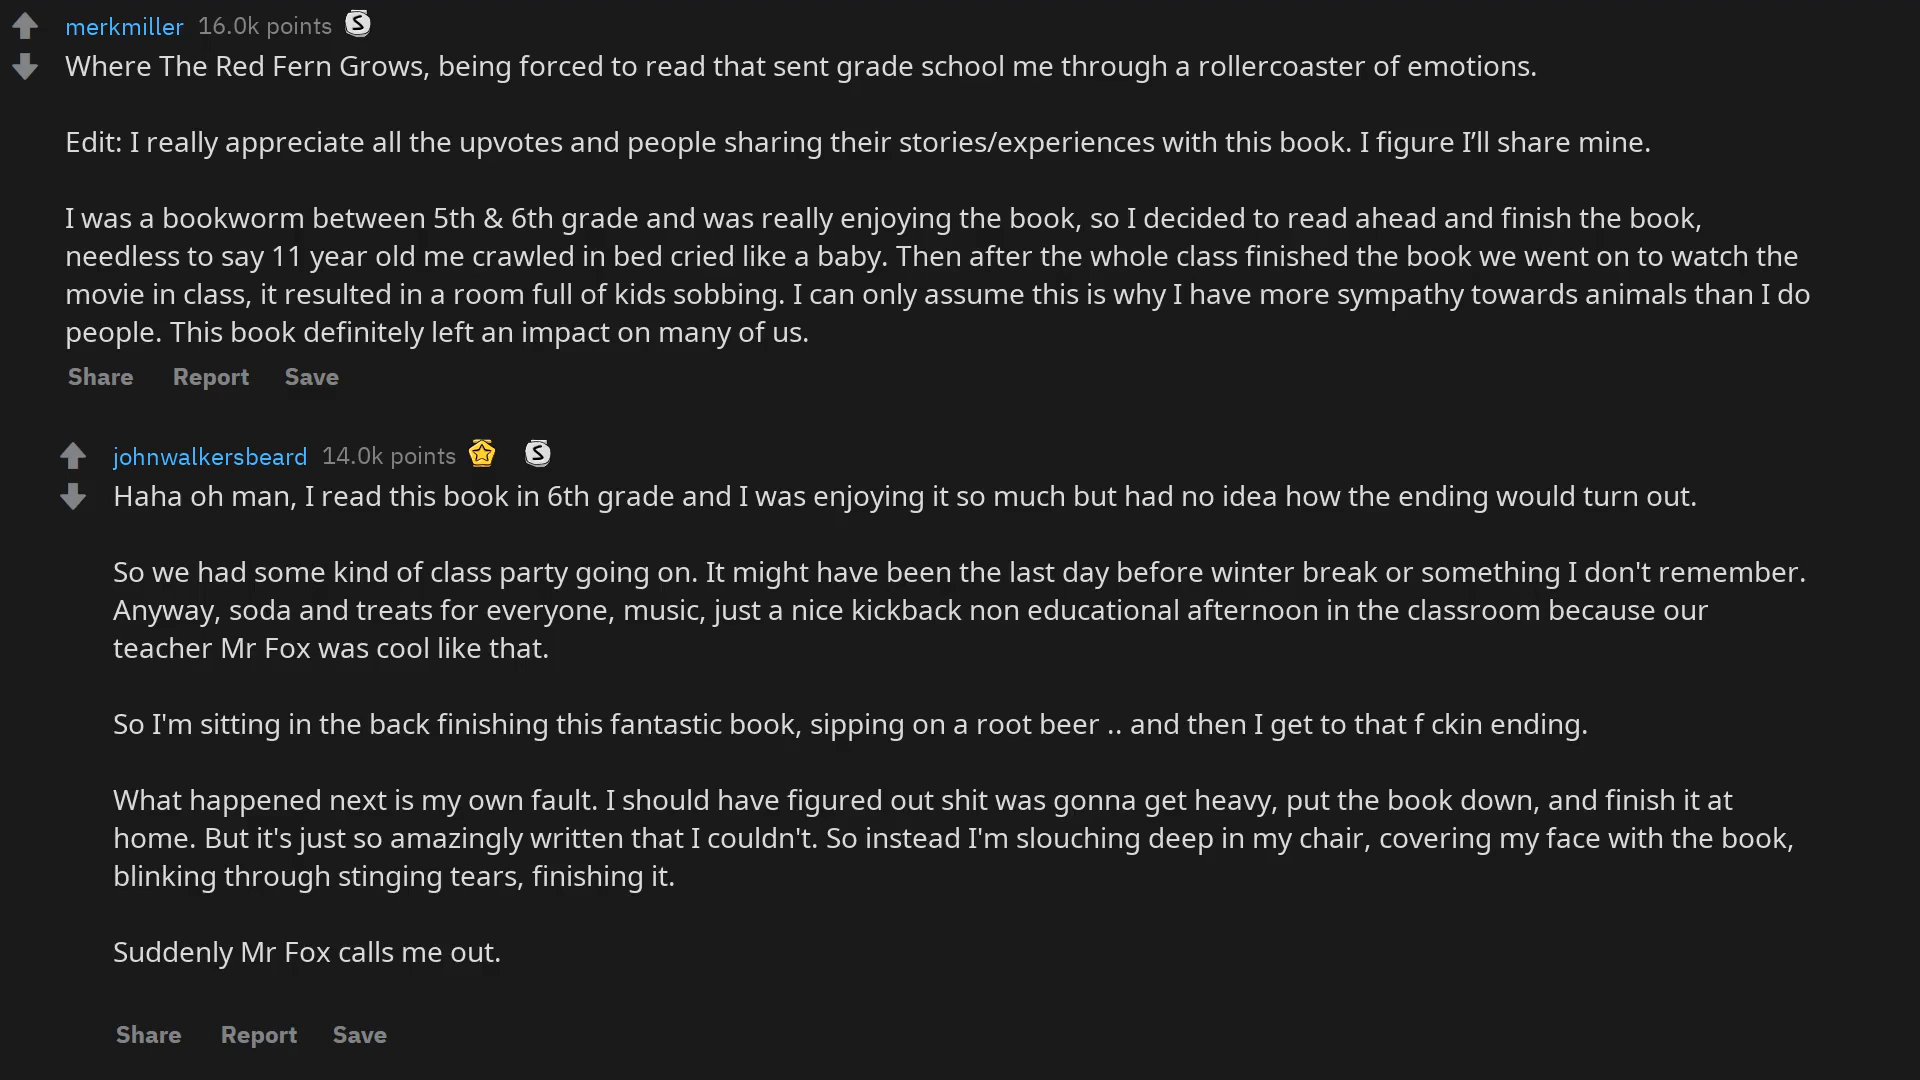 merkmiller 16.0k points S
Where The Red Fern Grows, being forced to read that sent grade school me through a rollercoaster of emotions.
Edit: I really appreciate all the upvotes and people sharing their stories/experiences with this book. I figure I’ll share mine.
I was a bookworm between 5th & 6th grade and was really enjoying the book, so I decided to read ahead and finish the book,
needless to say 11 year old me crawled in bed cried like a baby. Then after the whole class finished the book we went on to watch the
movie in class, it resulted in a room full of kids sobbing. I can only assume this is why I have more sympathy towards animals than I do
people. This book definitely left an impact on many of us.
Share Report Save
johnwalkersbeard 14.0k points S
Haha oh man, I read this book in 6th grade and I was enjoying it so much but had no idea how the ending would turn out.
So we had some kind of class party going on. It might have been the last day before winter break or something I don't remember.
Anyway, soda and treats for everyone, music, just a nice kickback non educational afternoon in the classroom because our
teacher Mr Fox was cool like that.
So I'm sitting in the back finishing this fantastic book, sipping on a root beer .. and then I get to that f ckin ending.
What happened next is my own fault. I should have figured out shit was gonna get heavy, put the book down, and finish it at
home. But it's just so amazingly written that I couldn't. So instead I'm slouching deep in my chair, covering my face with the book,
blinking through stinging tears, finishing it.
Suddenly Mr Fox calls me out.
Share Report Save